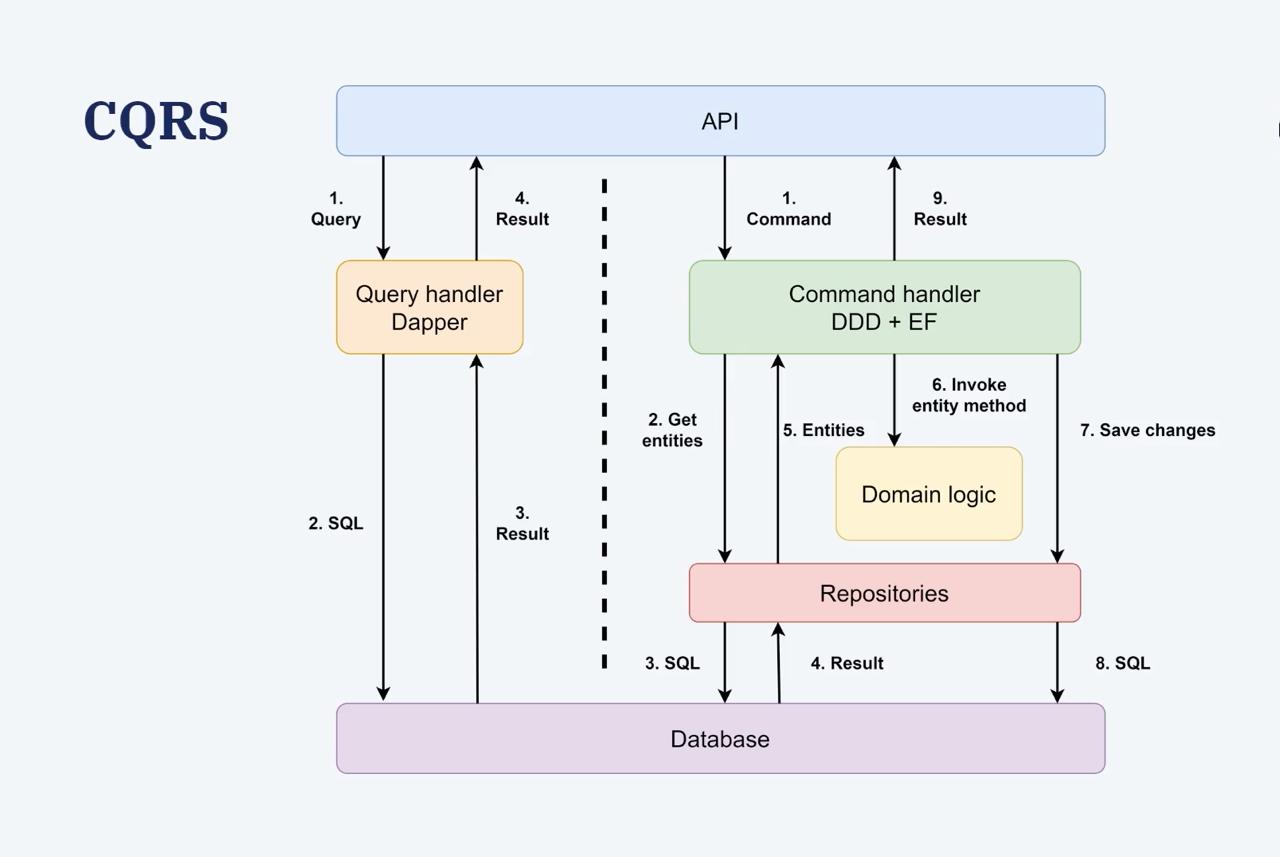 CQRS
API
1.
Query
4.
Result
1.
Command
9.
Result
Query handler
Dapper
Command handler
DDD + EF
2. Get
entities
5. Entities
6. Invoke
entity method
7. Save changes
Domain logic
2. SQL
3.
Result
Repositories
3. SQL
4. Result
8. SQL
Database